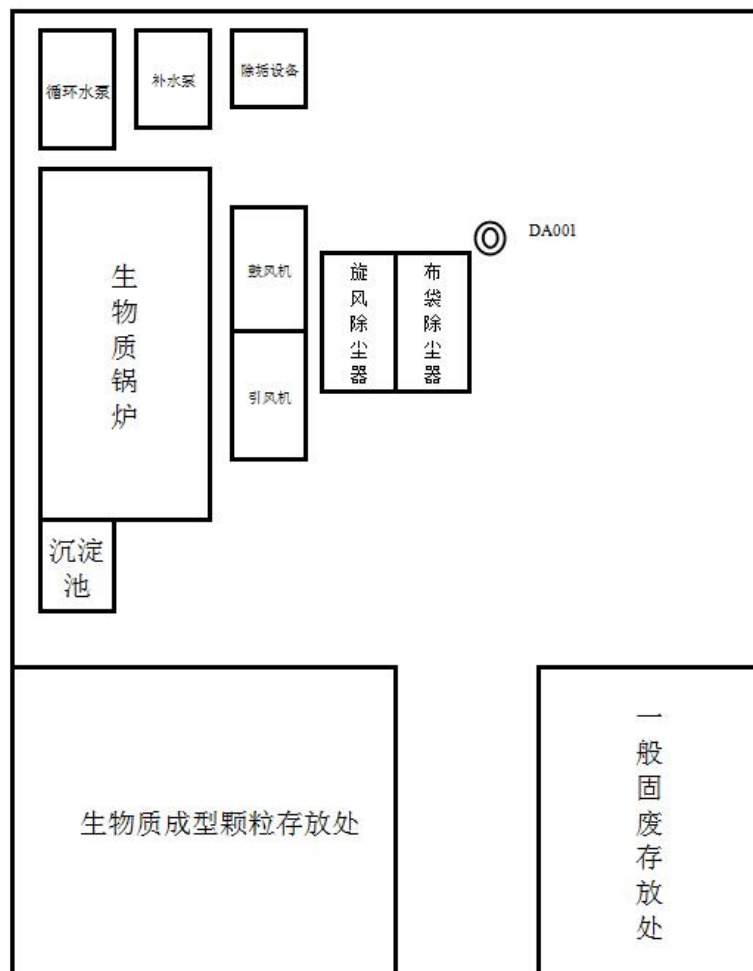 循环水泵
补水泵
除垢设备
DA001
生物质锅炉
鼓风机
引风机
旋风除尘器
布袋除尘器
沉淀
池
生物质成型颗粒存放处
一般固废存放处